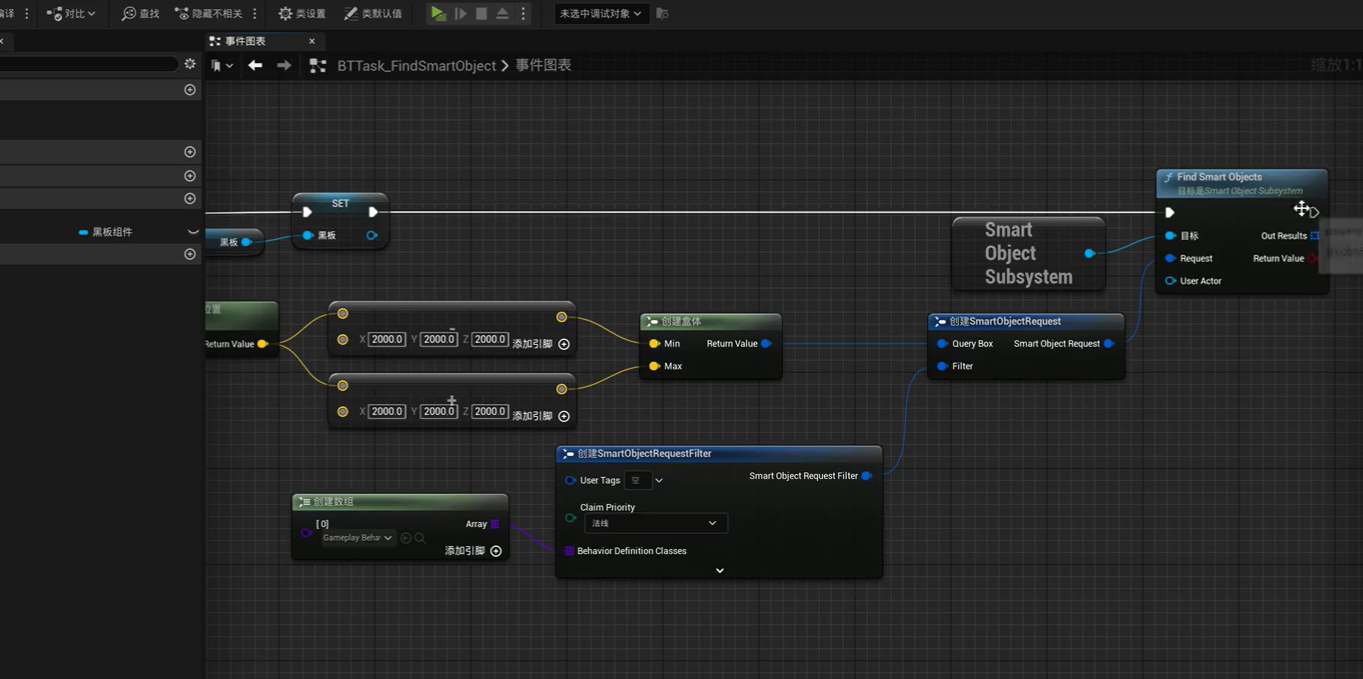 译
对比
查找
隐藏不相关
类设置
类默认值
未选中调试对象
事件图表
BTTask_FindSmartObject > 事件图表
缩放1:1
黑板组件
黑板
SET
黑板
位置
Return Value
X 2000.0 Y 2000.0 Z 2000.0 添加引脚
X 2000.0 Y 2000.0 Z 2000.0 添加引脚
创建盒体
Min Return Value
Max
Smart
Object
Subsystem
Find Smart Objects
目标是Smart Object Subsystem
目标 Out Results
Request Return Value
User Actor
创建SmartObjectRequest
Query Box Smart Object Request
Filter
创建SmartObjectRequestFilter
User Tags 空 Smart Object Request Filter
Claim Priority
法线
Behavior Definition Classes
创建数组
[0] Array
Gameplay Beha
添加引脚